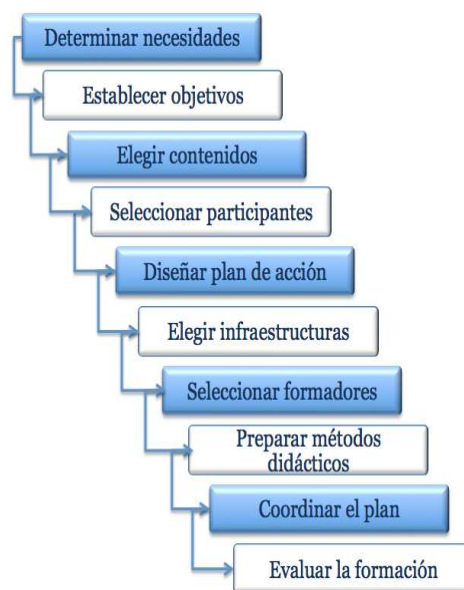 Determinar necesidades
Establecer objetivos
Elegir contenidos
Seleccionar participantes
Diseñar plan de acción
Elegir infraestructuras
Seleccionar formadores
Preparar métodos
didácticos
Coordinar el plan
Evaluar la formación